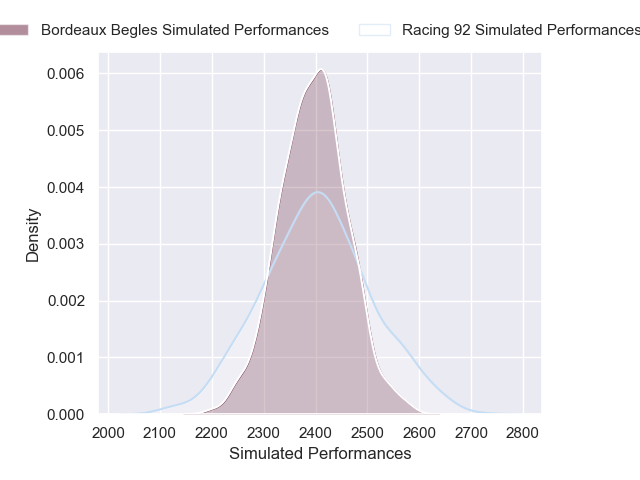 Bordeaux Begles Simulated Performances
Racing 92 Simulated Performances
0.006
0.005
0.004
0.003
0.002
0.001
0.000
Density
2000 2100 2200 2300 2400 2500 2600 2700 2800
Simulated Performances